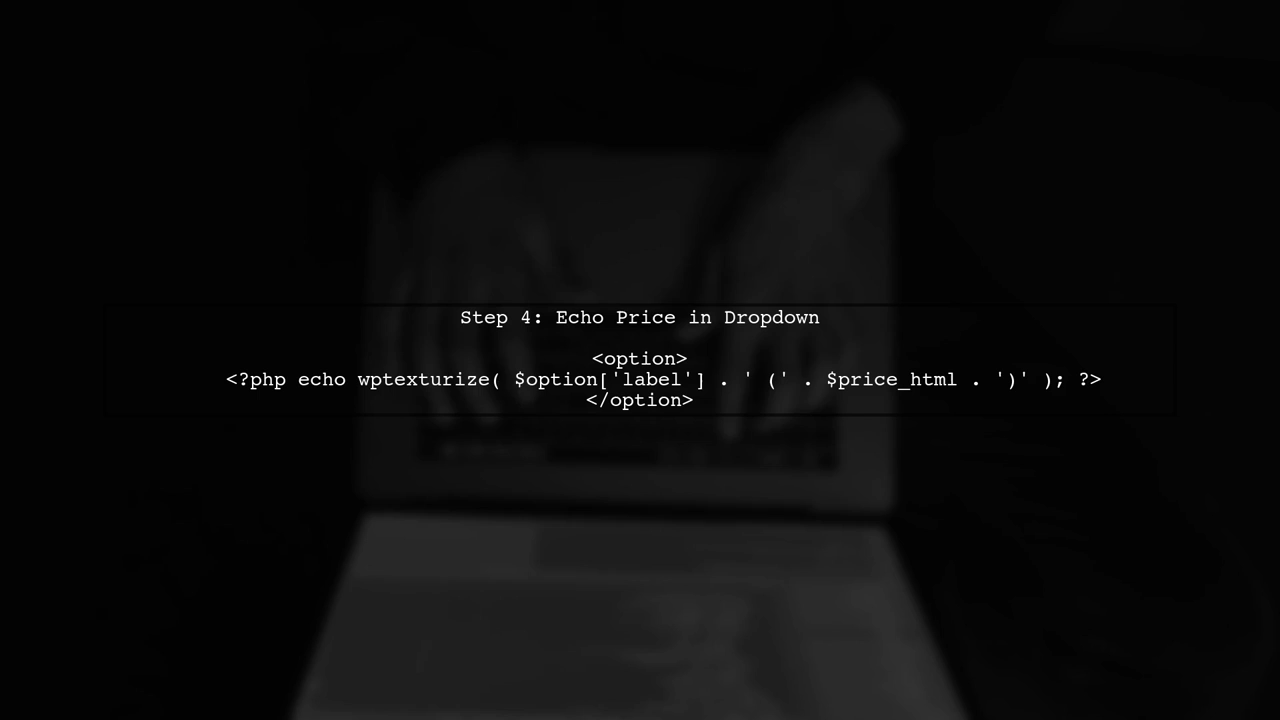 Step 4: Echo Price in Dropdown
<option>
<?php echo wptexturize( $option['label'] . ' (' . $price_html . ')' ); ?>
</option>